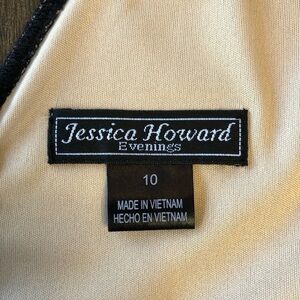 Jessica Howard
Evenings
10
MADE IN VIETNAM
HECHO EN VIETNAM